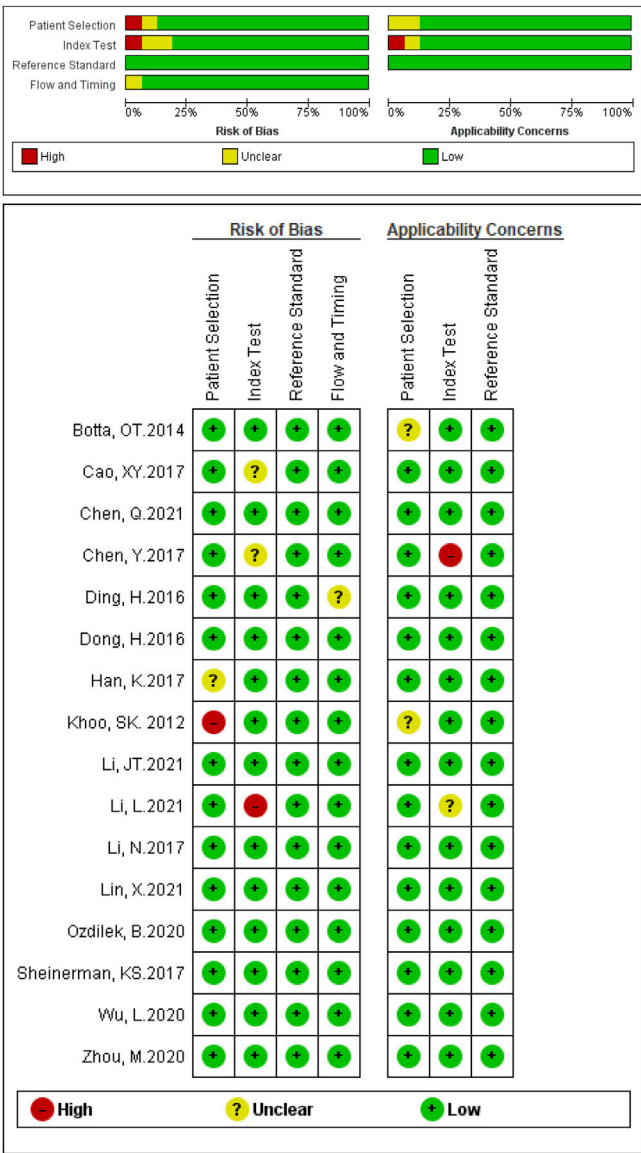 Patient Selection
Index Test
Reference Standard
Flow and Timing
0% 25% 50% 75% 100% 0% 25% 50% 75% 100%
Risk of Bias Applicability Concerns
High Unclear Low
Risk of Bias Applicability Concerns
Patient Selection Index Test Reference Standard Flow and Timing Patient Selection Index Test Reference Standard
Botta, OT.2014 + + + + ? + +
Cao, XY.2017 + ? + + + + +
Chen, Q.2021 + + + + + + +
Chen, Y.2017 + ? + + + - +
Ding, H.2016 + + + ? + + +
Dong, H.2016 + + + + + + +
Han, K.2017 ? + + + + + +
Khoo, SK. 2012 - + + + ? + +
Li, JT.2021 + + + + + + +
Li, L.2021 + - + + + ? +
Li, N.2017 + + + + + + +
Lin, X.2021 + + + + + + +
Ozdilek, B.2020 + + + + + + +
Sheinerman, KS.2017 + + + + + + +
Wu, L.2020 + + + + + + +
Zhou, M.2020 + + + + + + +
- High ? Unclear + Low